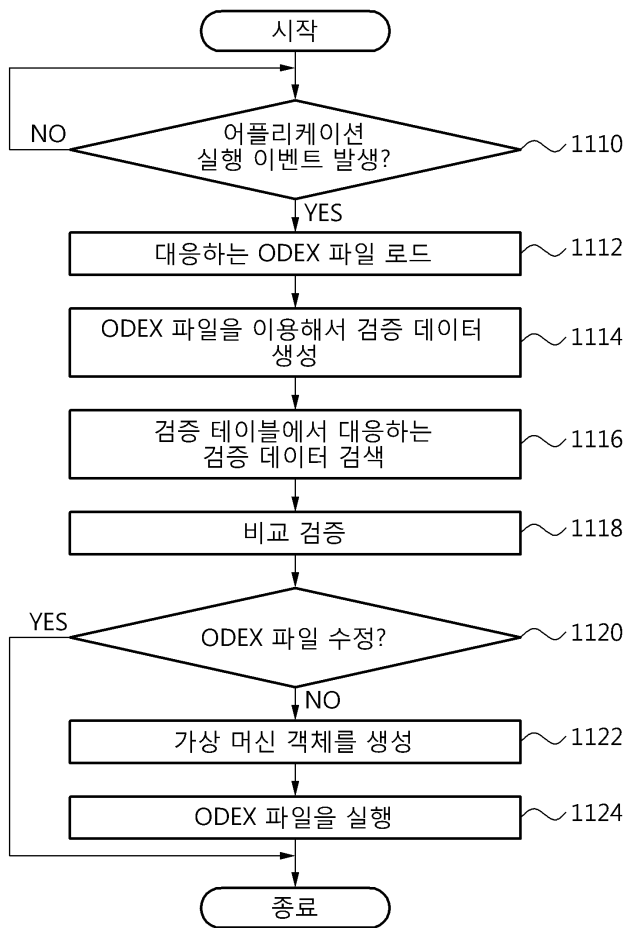 시작
NO
어플리케이션
실행 이벤트 발생?
1110
YES
대응하는 ODEX 파일 로드
1112
ODEX 파일을 이용해서 검증 데이터
생성
1114
검증 테이블에서 대응하는
검증 데이터 검색
1116
비교 검증
1118
YES
ODEX 파일 수정?
1120
NO
가상 머신 객체를 생성
1122
ODEX 파일을 실행
1124
종료